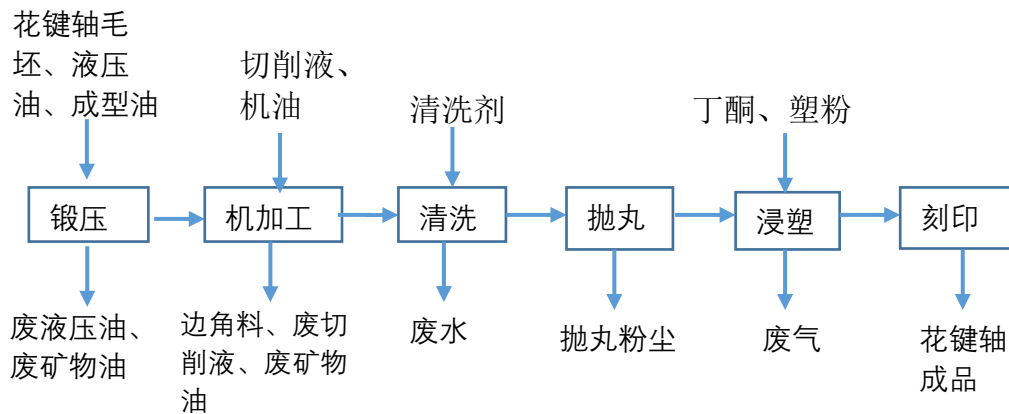 花键轴毛
坯、液压
油、成型油
切削液、
机油
清洗剂
丁酮、塑粉
锻压
机加工
清洗
抛丸
浸塑
刻印
废液压油、
废矿物油
边角料、废切
削液、废矿物
油
废水
抛丸粉尘
废气
花键轴
成品